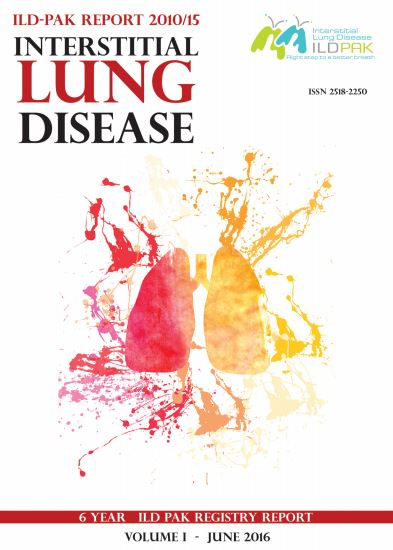 ILD-PAK REPORT 2010/15
INTERSTITIAL
LUNG
DISEASE
Interstitial
Lung Disease
ILDPAK
Right step to a better breath
ISSN 2518-2250
6 YEAR ILD PAK REGISTRY REPORT
VOLUME I - JUNE 2016